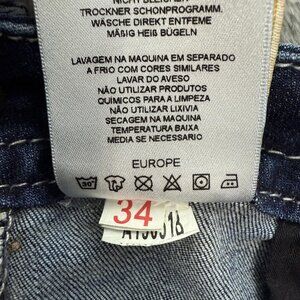 TROCKNER SCHONPROGRAMM.
WÄSCHE DIREKT ENTFEME
MÄßIG HEIß BÜGELN
LAVAGEM NA MAQUINA EM SEPARADO
A FRIO COM CORES SIMILARES
LAVAR DO AVESO
NÃO UTILIZAR PRODUTOS
QUIMICOS PARA A LIMPEZA
NÃO UTILIZAR LIXIVIA
SECAGEM NA MAQUINA
TEMPERATURA BAIXA
MEDIA SE NECESSARIO
EUROPE
30°
34